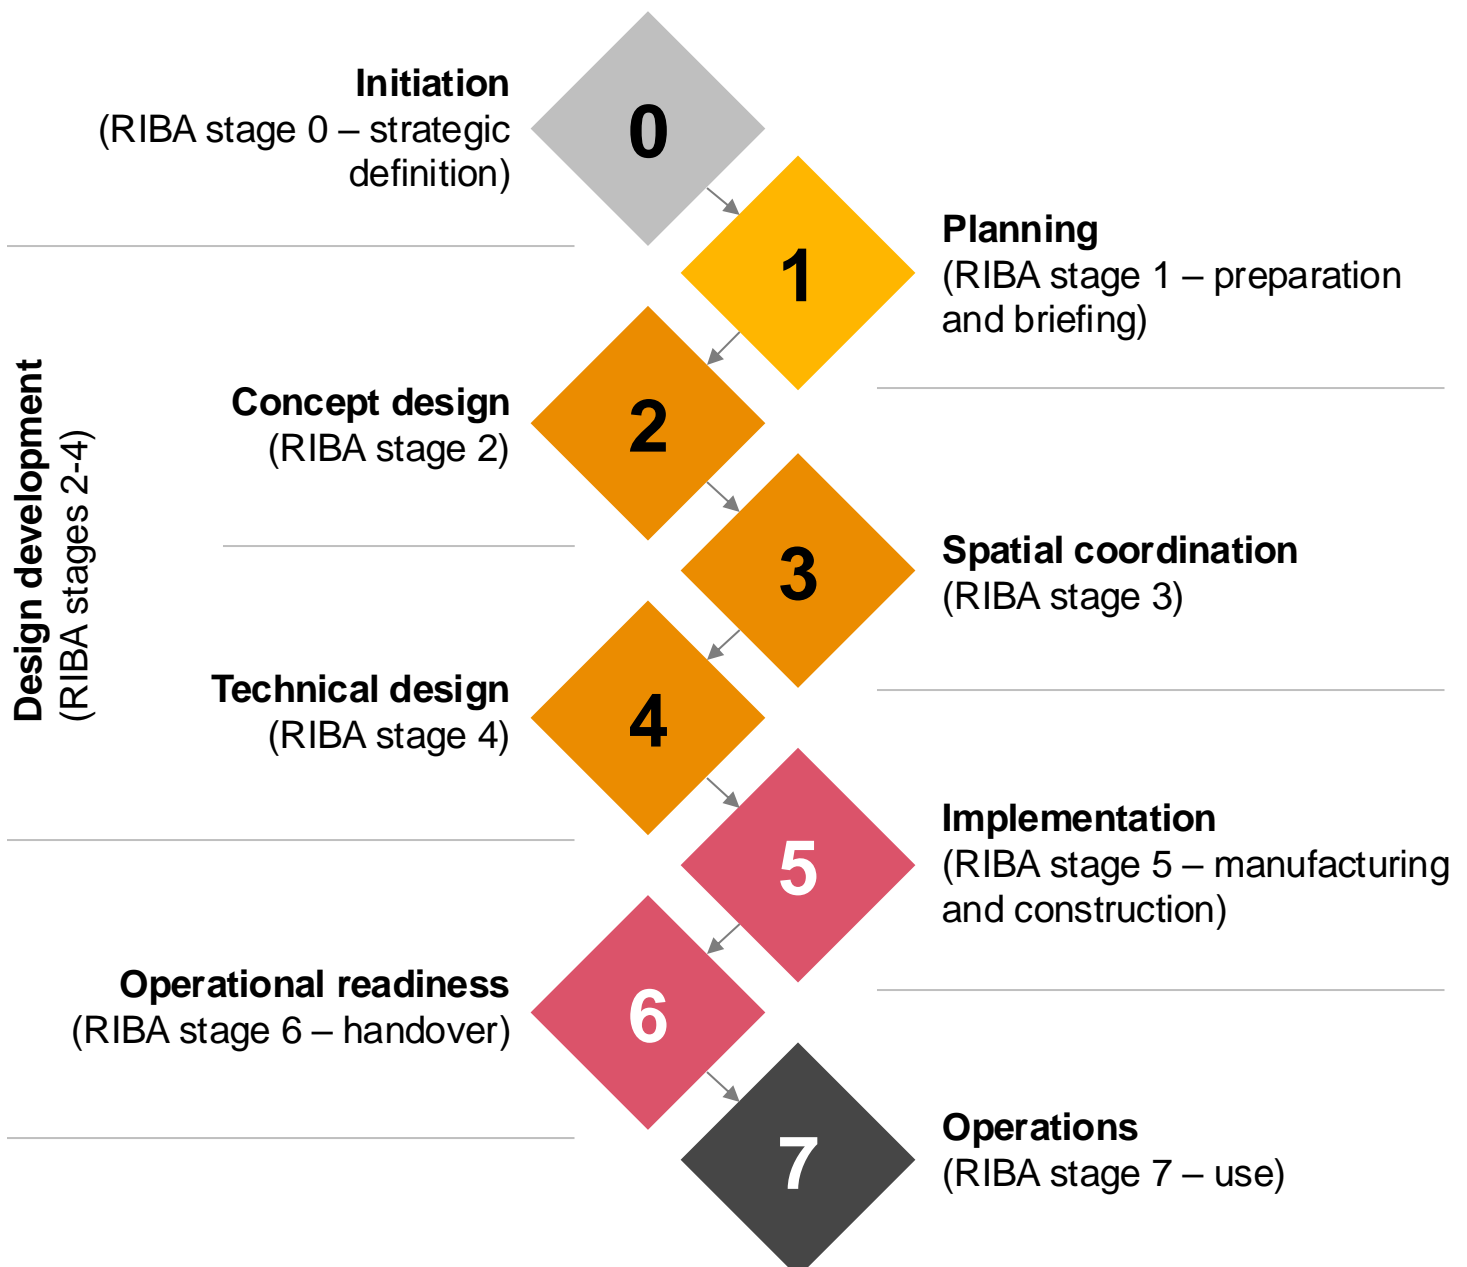 Initiation
(RIBA stage 0 – strategic
definition)
0
1
Planning
(RIBA stage 1 – preparation
and briefing)
Design development
(RIBA stages 2-4)
Concept design
(RIBA stage 2)
2
3
Spatial coordination
(RIBA stage 3)
Technical design
(RIBA stage 4)
4
5
Implementation
(RIBA stage 5 – manufacturing
and construction)
Operational readiness
(RIBA stage 6 – handover)
6
7
Operations
(RIBA stage 7 – use)